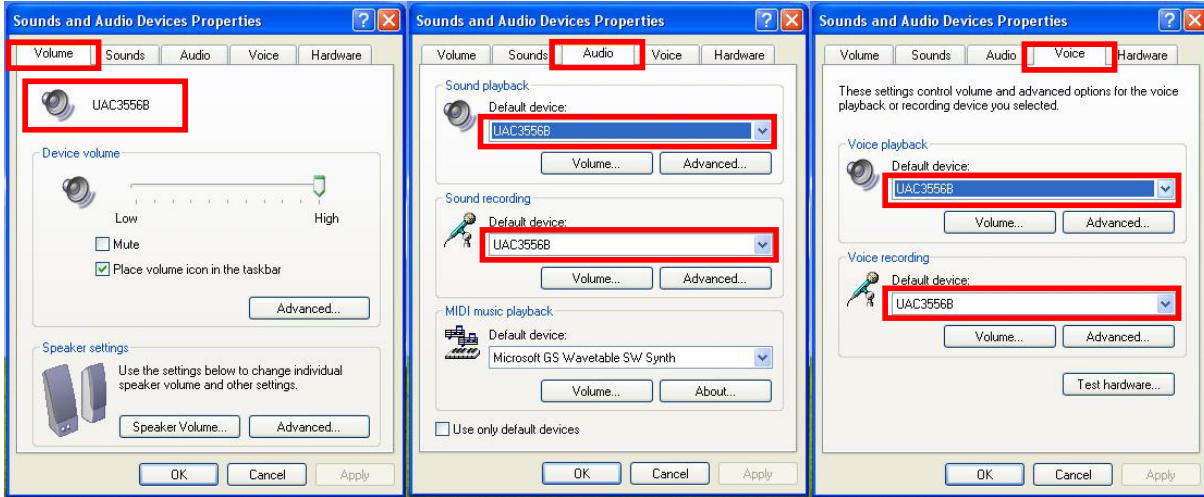 Sounds and Audio Devices Properties
Volume Sounds Audio Voice Hardware
UAC3556B
Device volume
Low High
Mute
Place volume icon in the taskbar
Advanced...
Speaker settings
Use the settings below to change individual
speaker volume and other settings.
Speaker Volume... Advanced...
OK Cancel Apply
Sounds and Audio Devices Properties
Volume Sounds Audio Voice Hardware
Sound playback
Default device:
UAC3556B
Volume... Advanced...
Sound recording
Default device:
UAC3556B
Volume... Advanced...
MIDI music playback
Default device:
Microsoft GS Wavetable SW Synth
Volume... About...
Use only default devices
OK Cancel Apply
Sounds and Audio Devices Properties
Volume Sounds Audio Voice Hardware
These settings control volume and advanced options for the voice
playback or recording device you selected.
Voice playback
Default device:
UAC3556B
Volume... Advanced...
Voice recording
Default device:
UAC3556B
Volume... Advanced...
Test hardware...
OK Cancel Apply